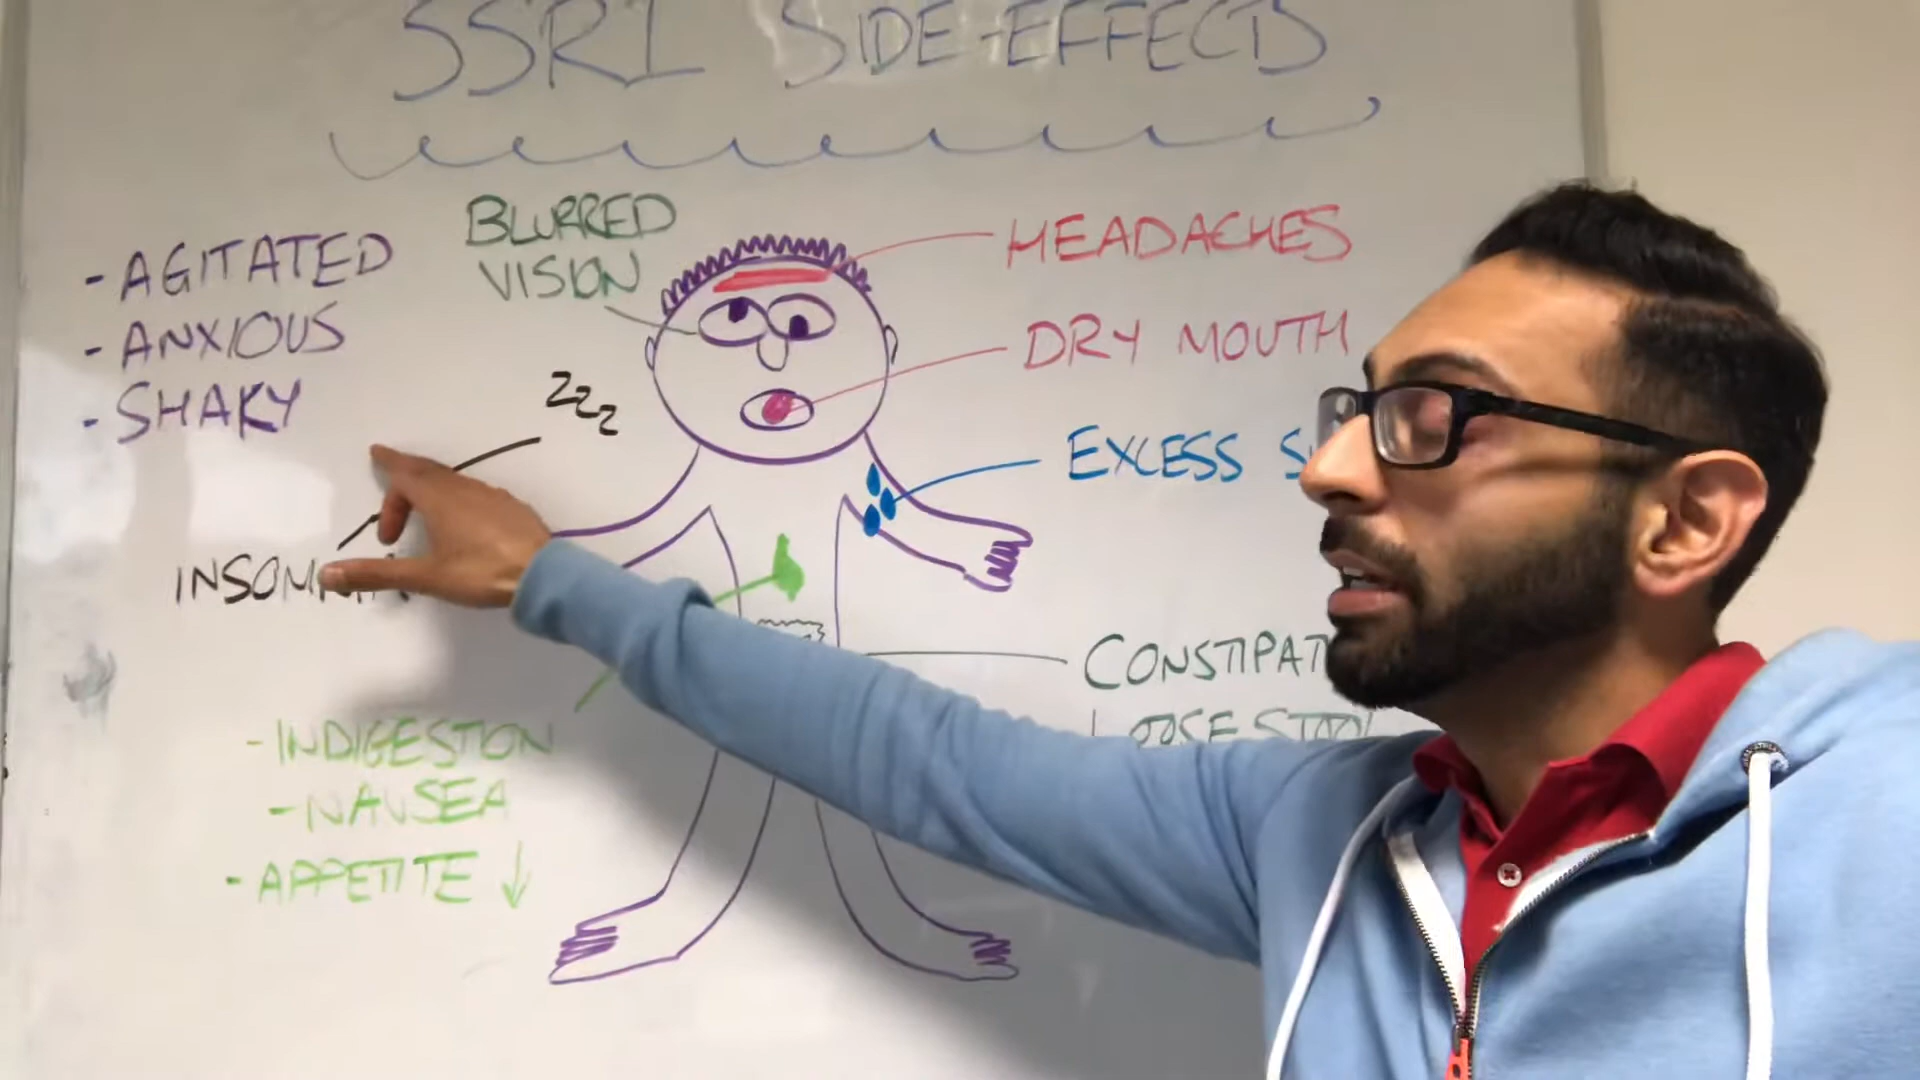 SSRI SIDE-EFFECTS
BLURRED
VISION
- AGITATED
- ANXIOUS
- SHAKY
HEADACHES
DRY MOUTH
zzz
EXCESS
INSOMNIA
CONSTIPAT
LOOSE STOOL
- INDIGESTION
- NAUSEA
- APPETITE ↓